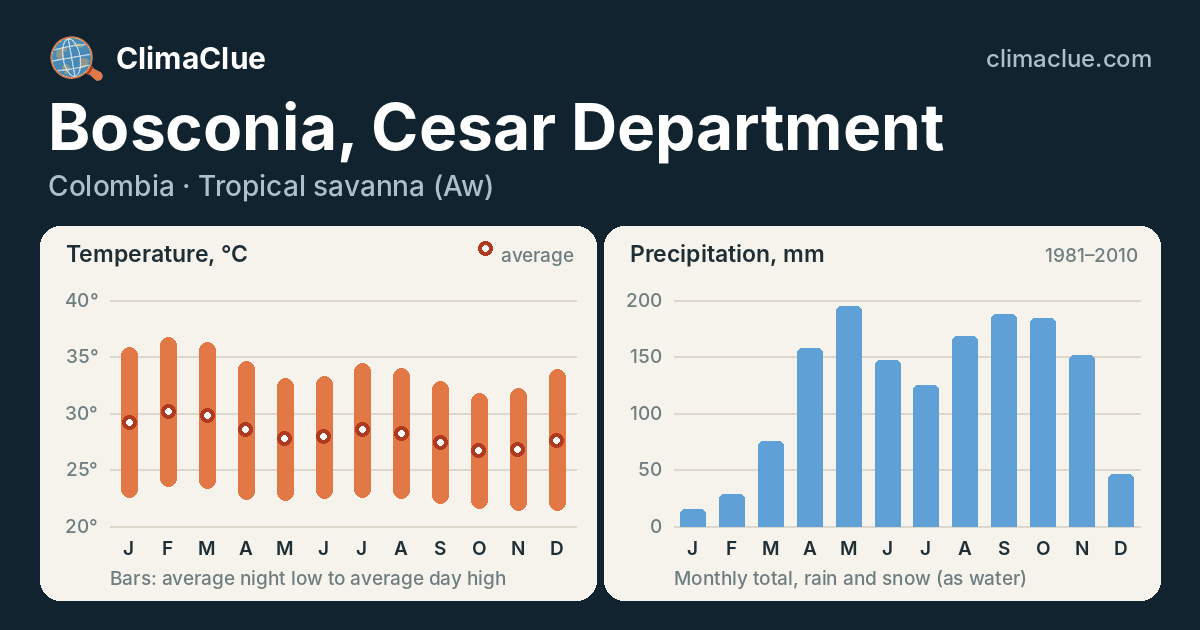 ClimaClue
climaclue.com
Bosconia, Cesar Department
Colombia · Tropical savanna (Aw)
Temperature, °C
average
40°
35°
30°
25°
20°
J F M A M J J A S O N D
Bars: average night low to average day high
Precipitation, mm
1981–2010
200
150
100
50
0
J F M A M J J A S O N D
Monthly total, rain and snow (as water)